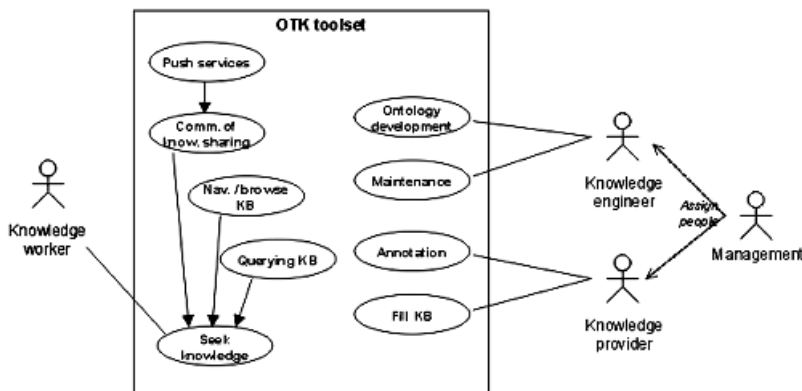 OTK toolset
Push services
Comm. of
know. sharing
Nav. /browse
KB
Querying KB
Seek
knowledge
Ontology
development
Maintenance
Annotation
Fill KB
Knowledge
worker
Knowledge
engineer
Knowledge
provider
Assign
people
Management